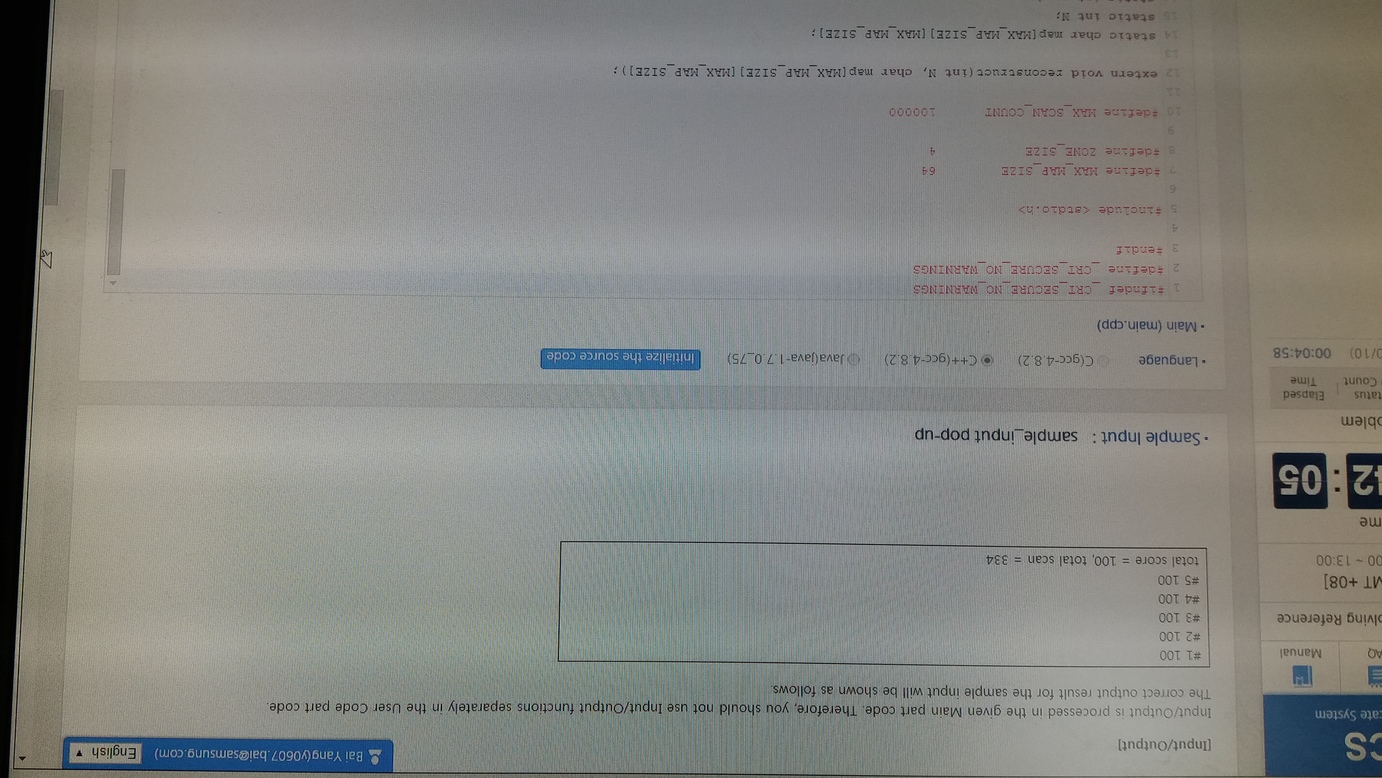 CS
cate System
AQ
Manual
olving Reference
MT +08]
00 ~ 13:00
me
42 : 05
oblem
tatus
Count
Elapsed
Time
0/10) 00:04:58
Bai Yang(y0607.bai@samsung.com)
English ▼
[Input/Output]
Input/Output is processed in the given Main part code. Therefore, you should not use Input/Output functions separately in the User Code part code.
The correct output result for the sample input will be shown as follows.
#1 100
#2 100
#3 100
#4 100
#5 100
total score = 100, total scan = 334
• Sample Input : sample_input pop-up
• Language C(gcc-4.8.2) C++(gcc-4.8.2) Java(java-1.7.0_75) Initialize the source code
• Main (main.cpp)
1 #ifndef _CRT_SECURE_NO_WARNINGS
2 #define _CRT_SECURE_NO_WARNINGS
3 #endif
4
5 #include <stdio.h>
6
7 #define MAX_MAP_SIZE 64
8 #define ZONE_SIZE 4
9
10 #define MAX_SCAN_COUNT 100000
11
12 extern void reconstruct(int N, char map[MAX_MAP_SIZE][MAX_MAP_SIZE]);
13
14 static char map[MAX_MAP_SIZE][MAX_MAP_SIZE];
15 static int N;